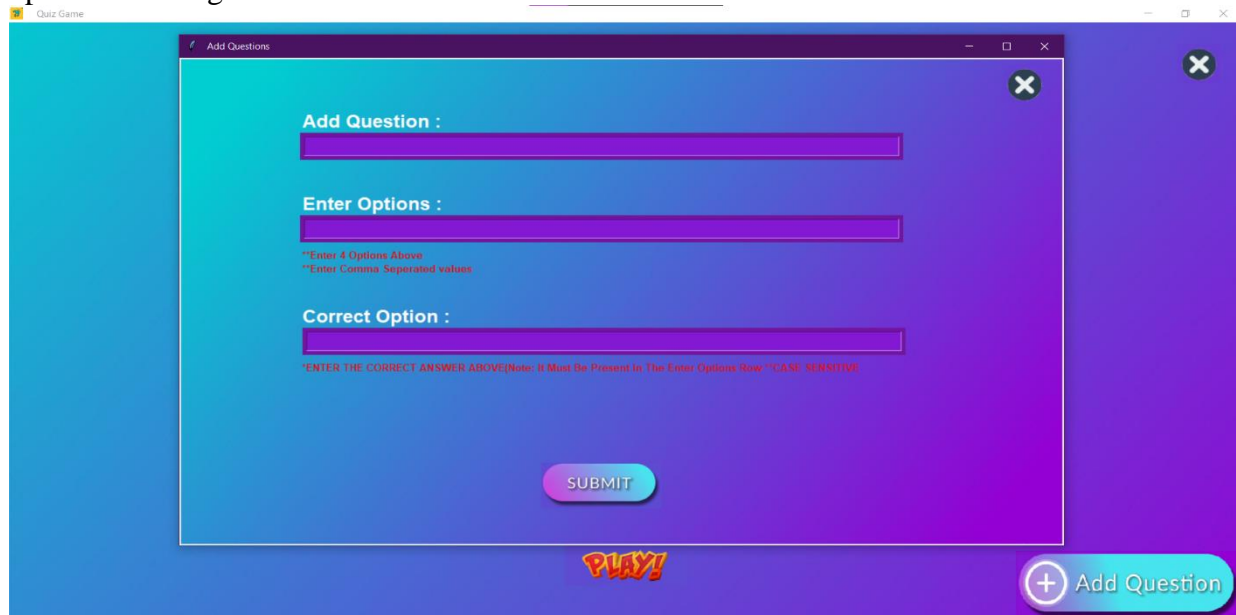 Quiz Game
Add Questions
Add Question :
Enter Options :
**Enter 4 Options Above
**Enter Comma Seperated values
Correct Option :
*ENTER THE CORRECT ANSWER ABOVE(Note: It Must Be Present In The Enter Options Row **CASE SENSITIVE
SUBMIT
PLAY!
Add Question